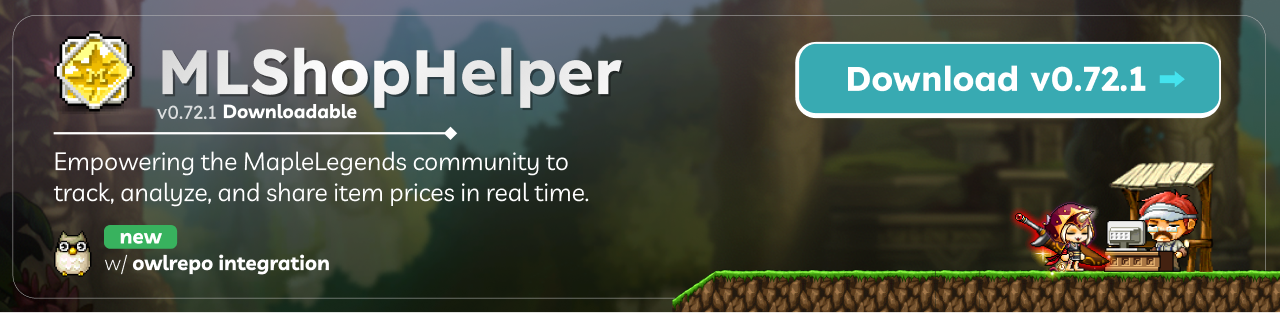 MLShopHelper
v0.72.1 Downloadable
Download v0.72.1 ➡
Empowering the MapleLegends community to
track, analyze, and share item prices in real time.
new
w/ owlrepo integration
M